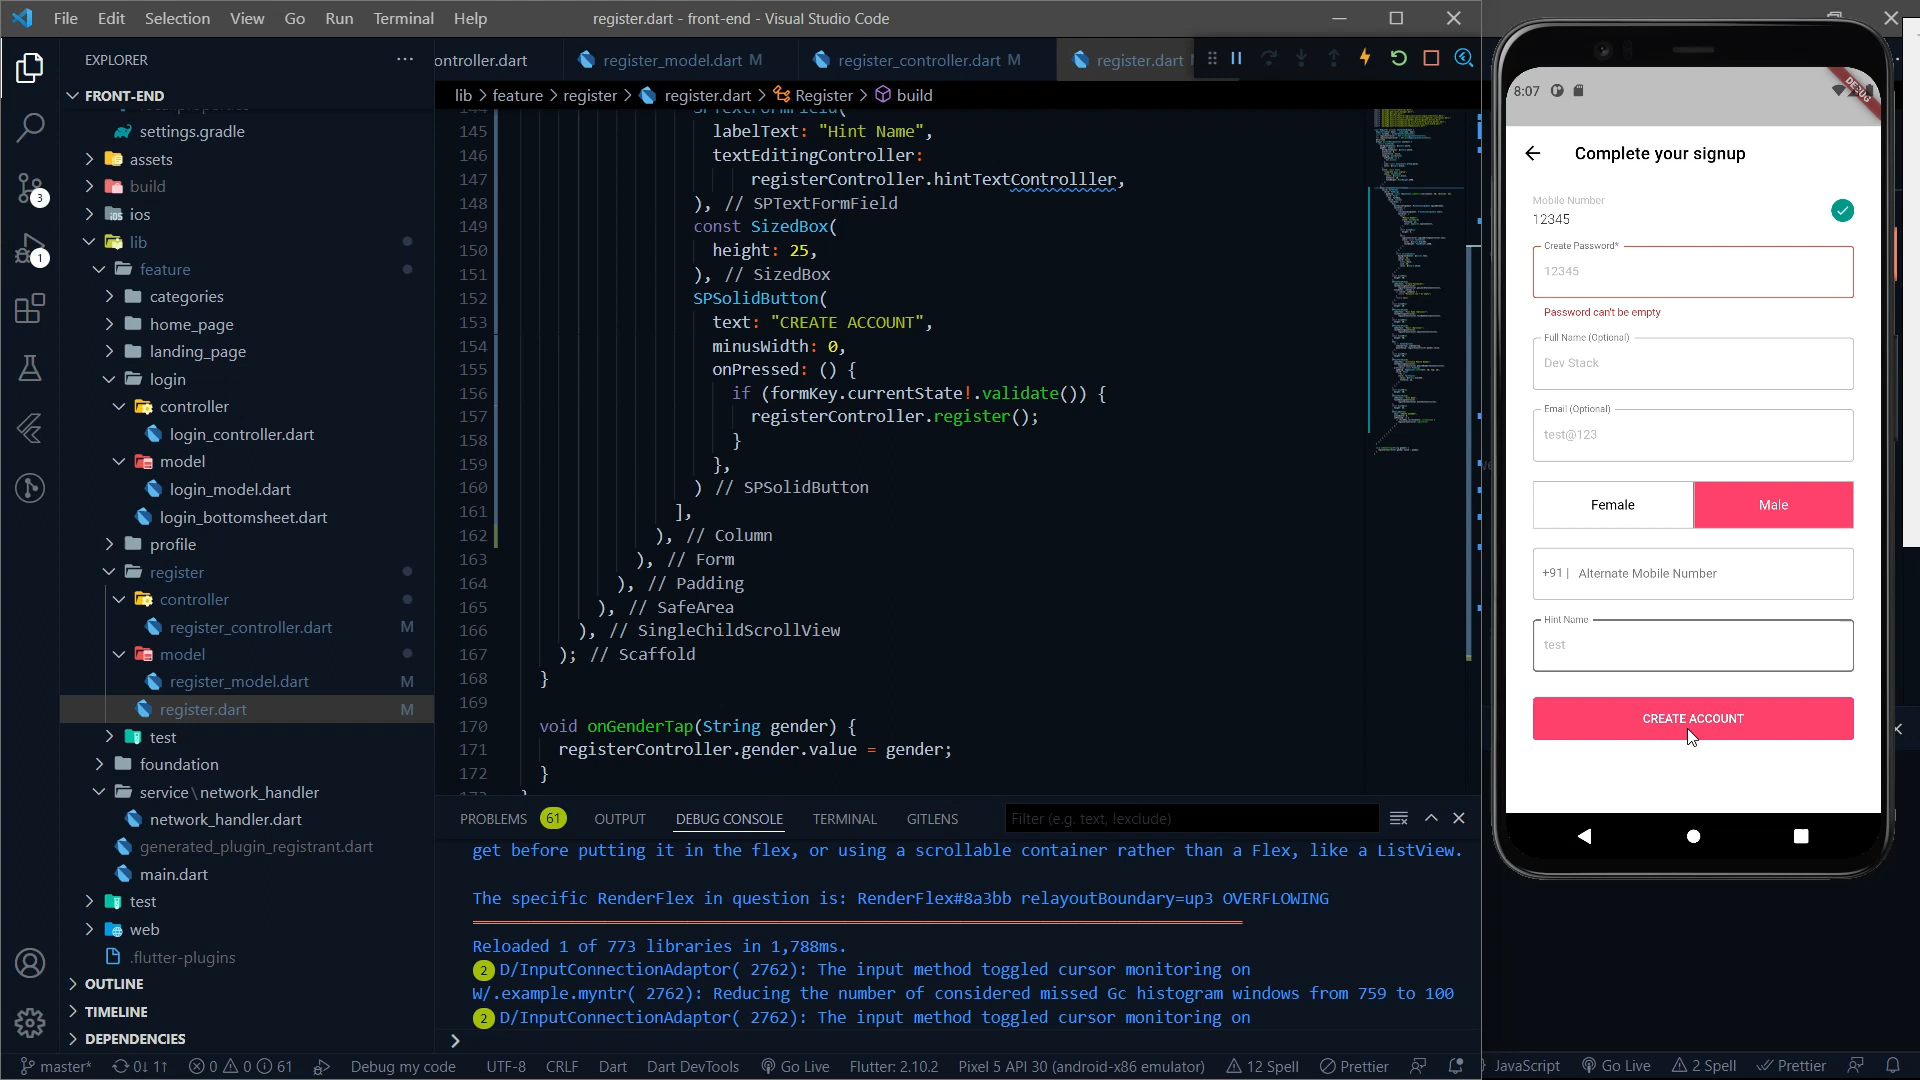 File Edit Selection View Go Run Terminal Help
register.dart - front-end - Visual Studio Code
EXPLORER
FRONT-END
settings.gradle
assets
build
ios
lib
feature
categories
home_page
landing_page
login
controller
login_controller.dart
model
login_model.dart
login_bottomsheet.dart
profile
register
controller
register_controller.dart M
model
register_model.dart M
register.dart M
test
foundation
service\network_handler
network_handler.dart
generated_plugin_registrant.dart
main.dart
test
web
.flutter-plugins
OUTLINE
TIMELINE
DEPENDENCIES
3
1
ontroller.dart register_model.dart M register_controller.dart M register.dart
lib > feature > register > register.dart > Register > build
145 labelText: "Hint Name",
146 textEditingController:
147 registerController.hintTextControlller,
148 ), // SPTextFormField
149 const SizedBox(
150 height: 25,
151 ), // SizedBox
152 SPSolidButton(
153 text: "CREATE ACCOUNT",
154 minusWidth: 0,
155 onPressed: () {
156 if (formKey.currentState!.validate()) {
157 registerController.register();
158 }
159 },
160 ) // SPSolidButton
161 ],
162 ), // Column
163 ), // Form
164 ), // Padding
165 ), // SafeArea
166 ), // SingleChildScrollView
167 ); // Scaffold
168 }
169
170 void onGenderTap(String gender) {
171 registerController.gender.value = gender;
172 }
PROBLEMS 61 OUTPUT DEBUG CONSOLE TERMINAL GITLENS
Filter (e.g. text, !exclude)
get before putting it in the flex, or using a scrollable container rather than a Flex, like a ListView.
The specific RenderFlex in question is: RenderFlex#8a3bb relayoutBoundary=up3 OVERFLOWING
Reloaded 1 of 773 libraries in 1,788ms.
2 D/InputConnectionAdaptor( 2762): The input method toggled cursor monitoring on
W/.example.myntr( 2762): Reducing the number of considered missed Gc histogram windows from 759 to 100
2 D/InputConnectionAdaptor( 2762): The input method toggled cursor monitoring on
master* 0↓ 1↑ 0 0 61 Debug my code UTF-8 CRLF Dart Dart DevTools Go Live Flutter: 2.10.2 Pixel 5 API 30 (android-x86 emulator) 12 Spell Prettier
JavaScript Go Live 2 Spell Prettier
8:07
DEBUG
Complete your signup
Mobile Number
12345
Create Password*
12345
Password can't be empty
Full Name (Optional)
Dev Stack
Email (Optional)
test@123
Female Male
+91 | Alternate Mobile Number
Hint Name
test
CREATE ACCOUNT